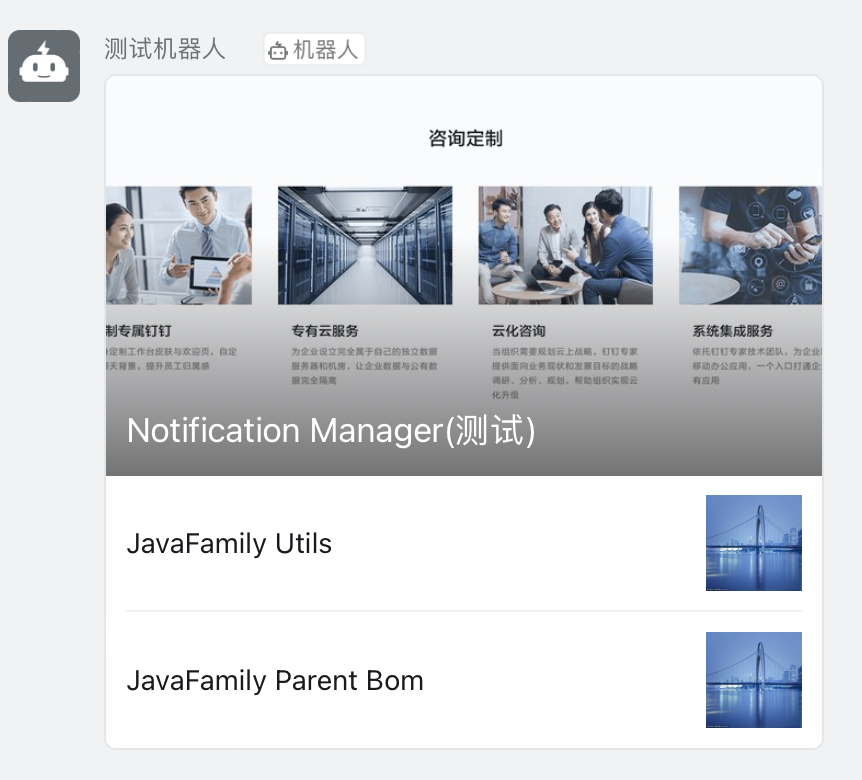 测试机器人 机器人
咨询定制
制专属钉钉
定制工作台皮肤与欢迎页，自定
天背景，提升员工归属感
专有云服务
为企业设立完全属于自己的独立数据
服务器和机房，让企业数据与公有数
据完全隔离
云化咨询
当组织需要规划云上战略，钉钉专家
提供面向业务现状和发展目标的战略
调研、分析、规划，帮助组织实现云
化升级
系统集成服务
依托钉钉专家技术团队，为企业
移动办公应用，一个入口打通企
有应用
Notification Manager(测试)
JavaFamily Utils
JavaFamily Parent Bom